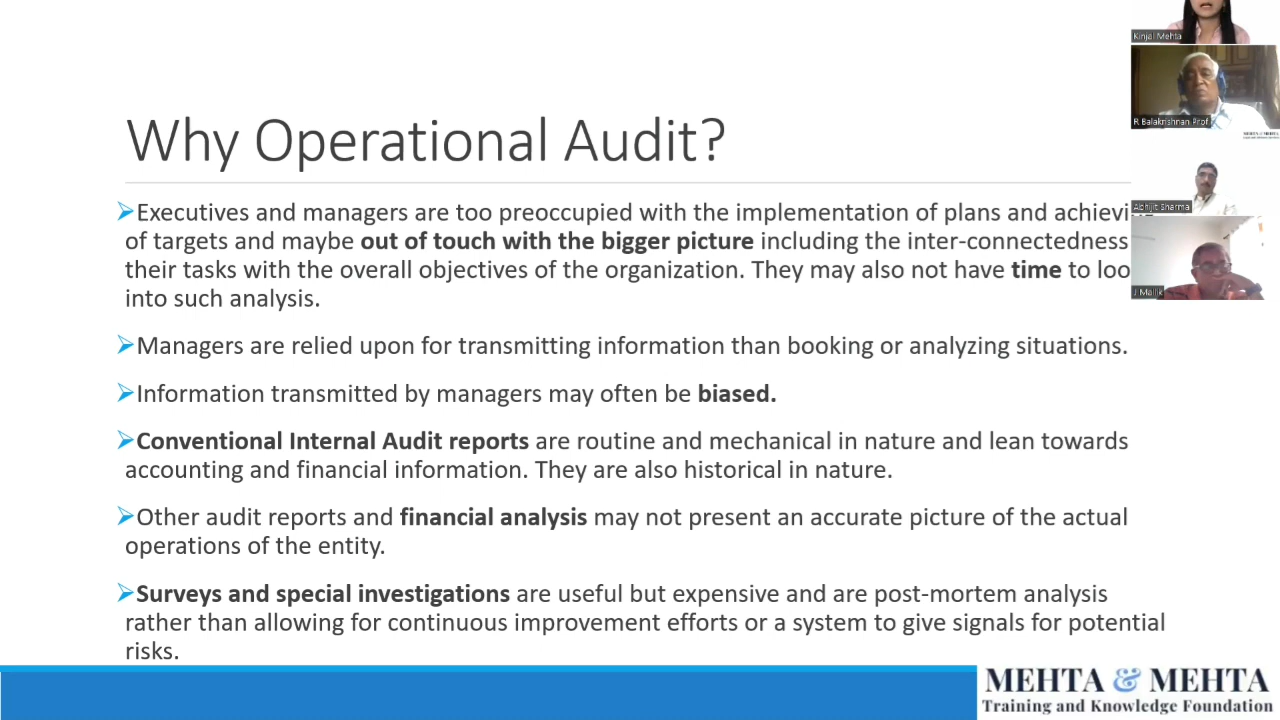 Why Operational Audit?
Executives and managers are too preoccupied with the implementation of plans and
of targets and maybe out of touch with the bigger picture including the inter-connectedness
their tasks with the overall objectives of the organization. They may also not have time to
into such analysis.
Managers are relied upon for transmitting information than booking or analyzing situations.
Information transmitted by managers may often be biased.
Conventional Internal Audit reports are routine and mechanical in nature and lean towards
accounting and financial information. They are also historical in nature.
Other audit reports and financial analysis may not present an accurate picture of the actual
operations of the entity.
Surveys and special investigations are useful but expensive and are post-mortem analysis
rather than allowing for continuous improvement efforts or a system to give signals for potential
risks.
Kinjal Mehta
R Balakrishnan Prof.
MEHTA & MEHTA
Abhijit Sharma
J Mallik
MEHTA & MEHTA
Training and Knowledge Foundation